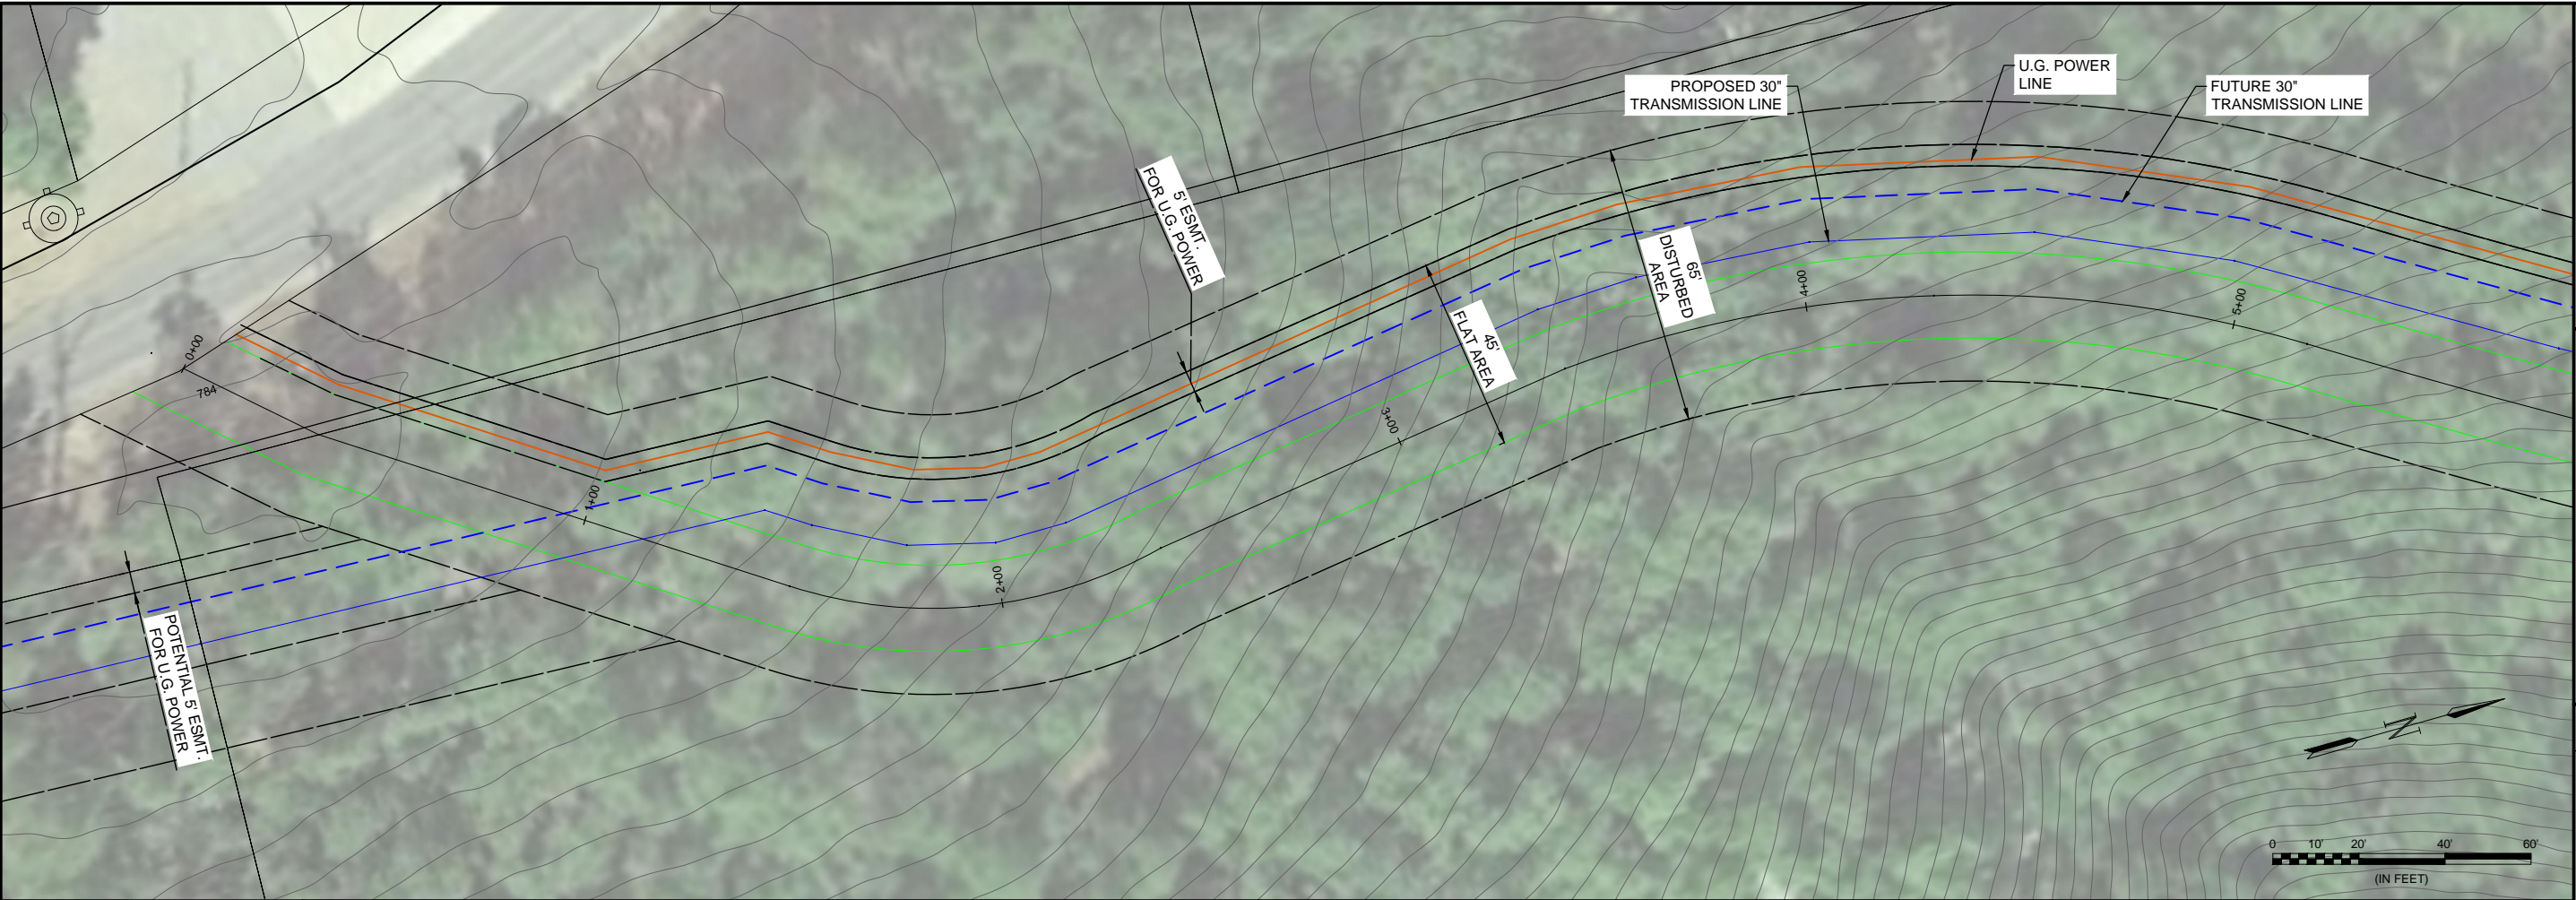 U.G. POWER
LINE
PROPOSED 30"
TRANSMISSION LINE
FUTURE 30"
TRANSMISSION LINE
5' ESMT.
FOR U.G. POWER
65'
DISTURBED
AREA
45'
FLAT AREA
0+00
784
1+00
2+00
3+00
4+00
5+00
POTENTIAL 5' ESMT.
FOR U.G. POWER
N
0 10' 20' 40' 60'
(IN FEET)